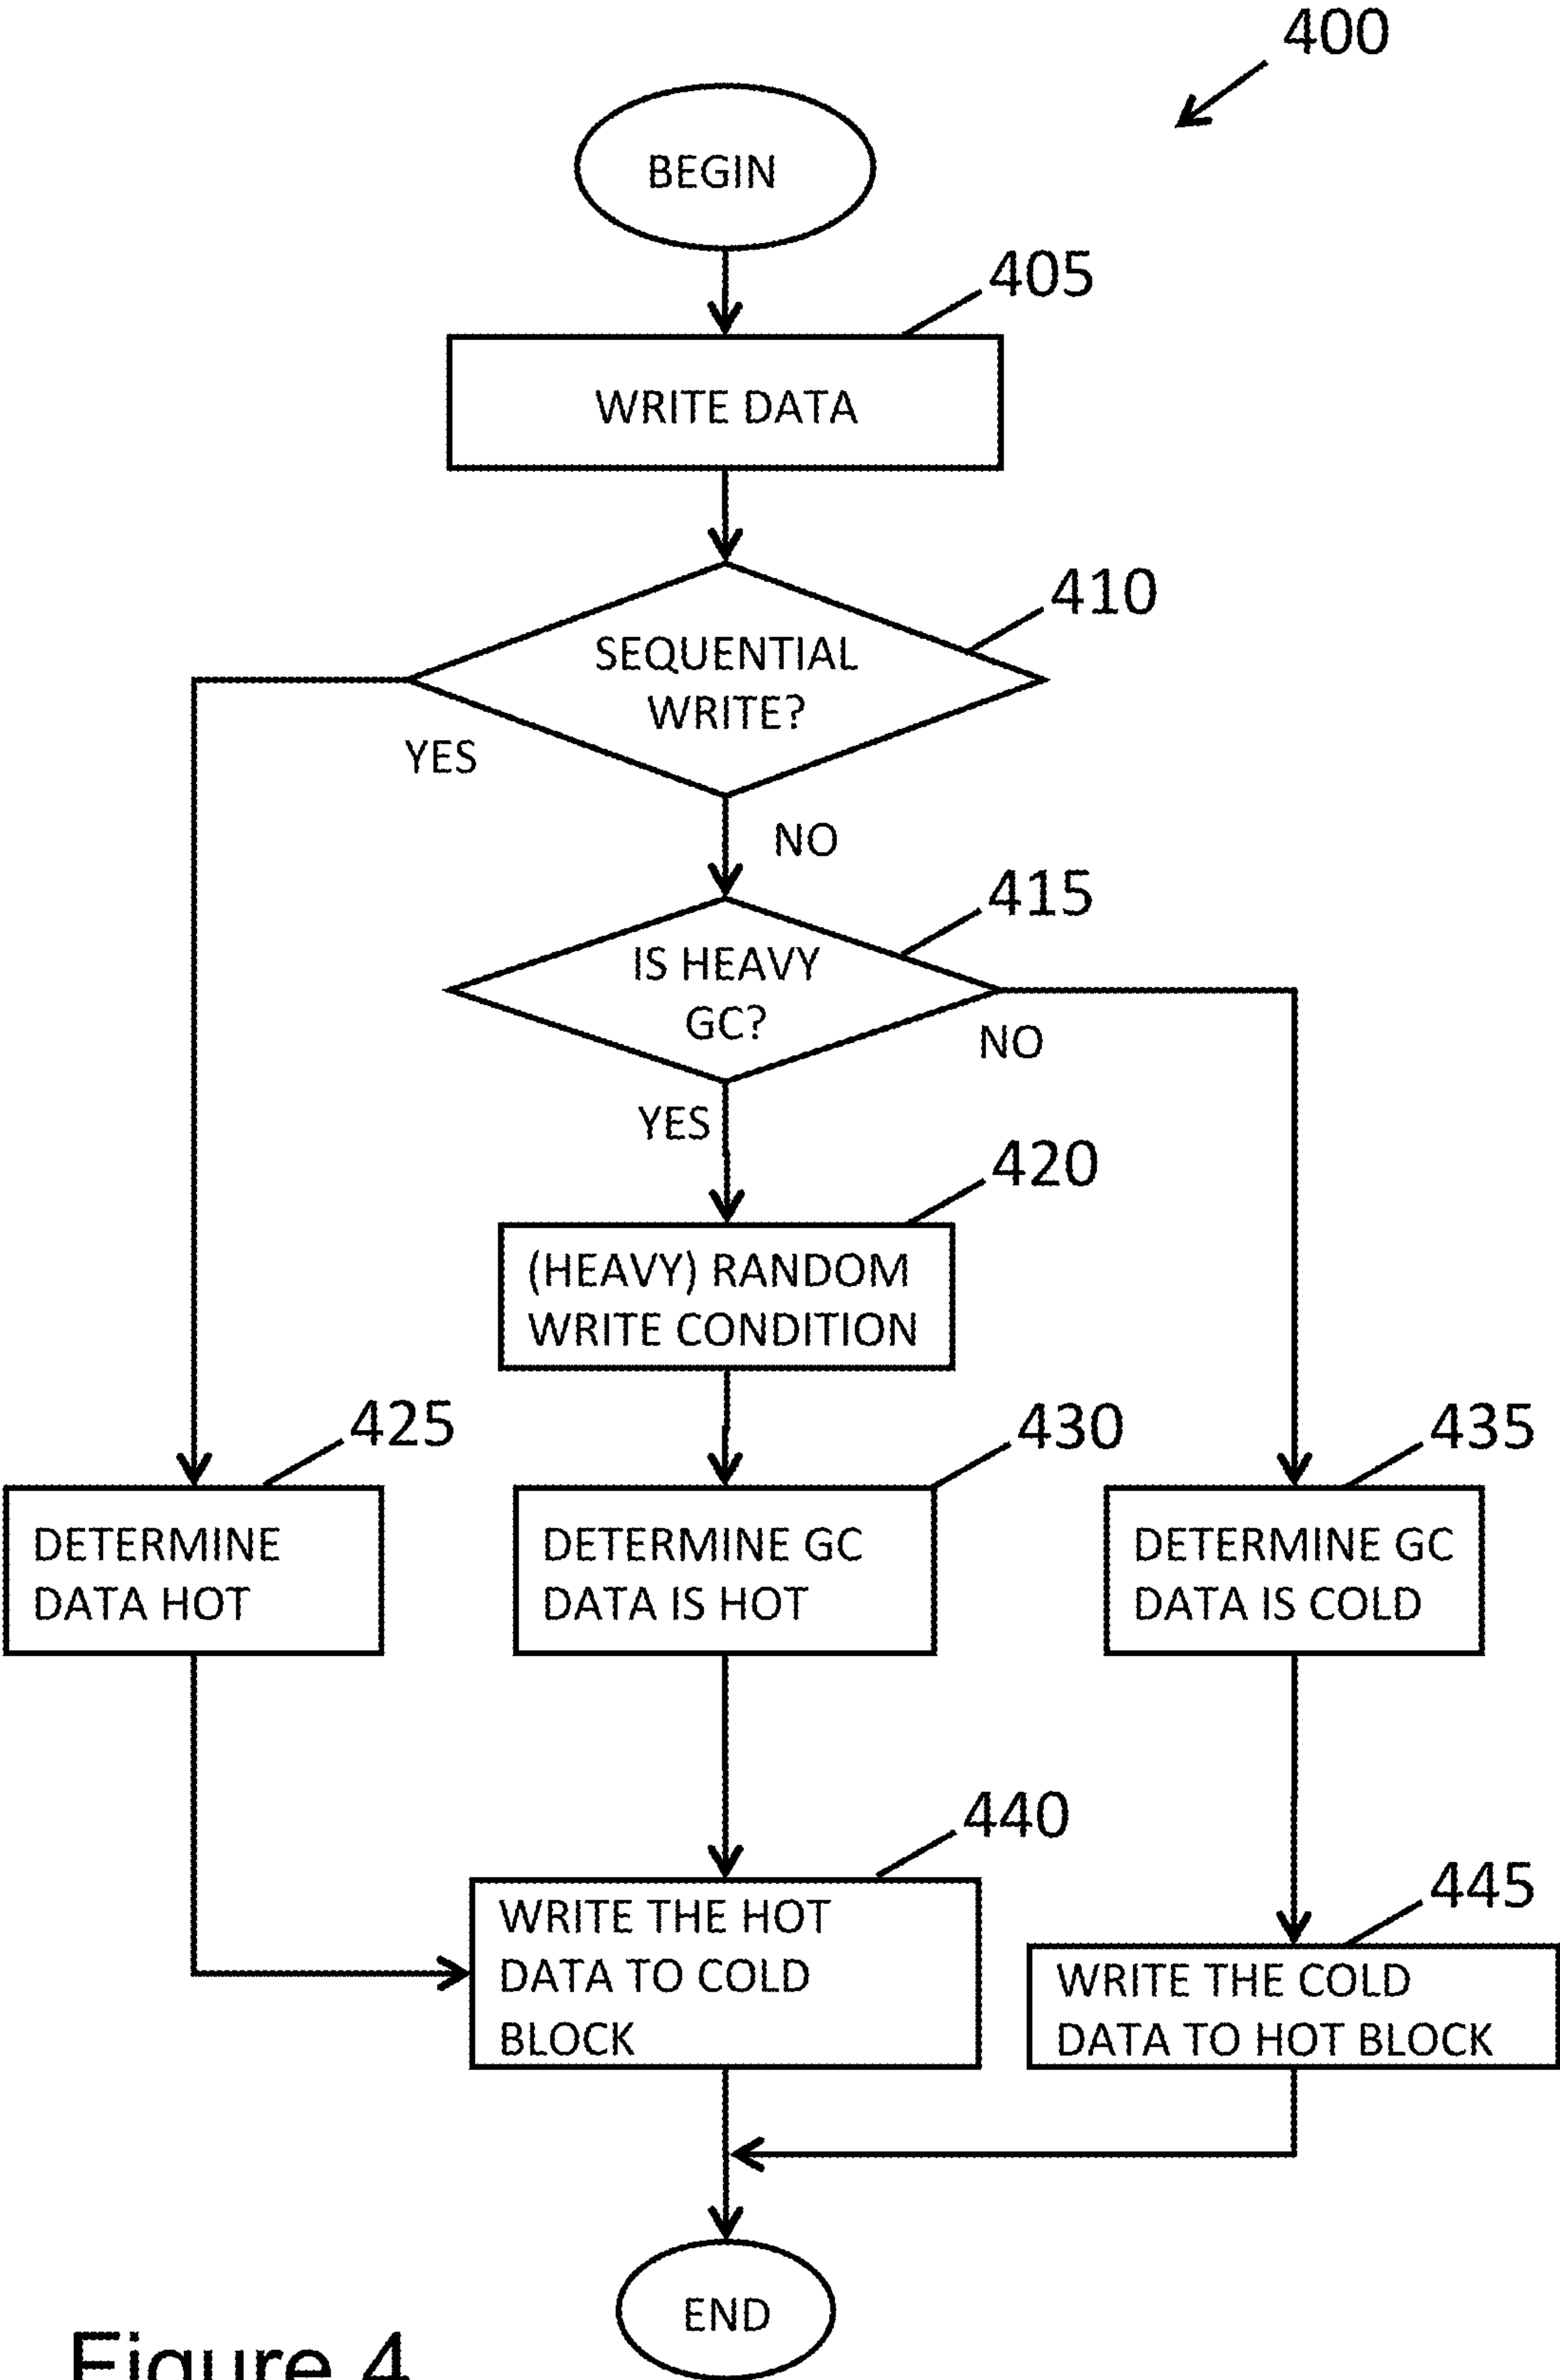 400
BEGIN
405
WRITE DATA
410
SEQUENTIAL
WRITE?
YES
NO
415
IS HEAVY
GC?
NO
YES
420
(HEAVY) RANDOM
WRITE CONDITION
425
430
435
DETERMINE
DATA HOT
DETERMINE GC
DATA IS HOT
DETERMINE GC
DATA IS COLD
440
WRITE THE HOT
DATA TO COLD
BLOCK
445
WRITE THE COLD
DATA TO HOT BLOCK
END
Figure 4